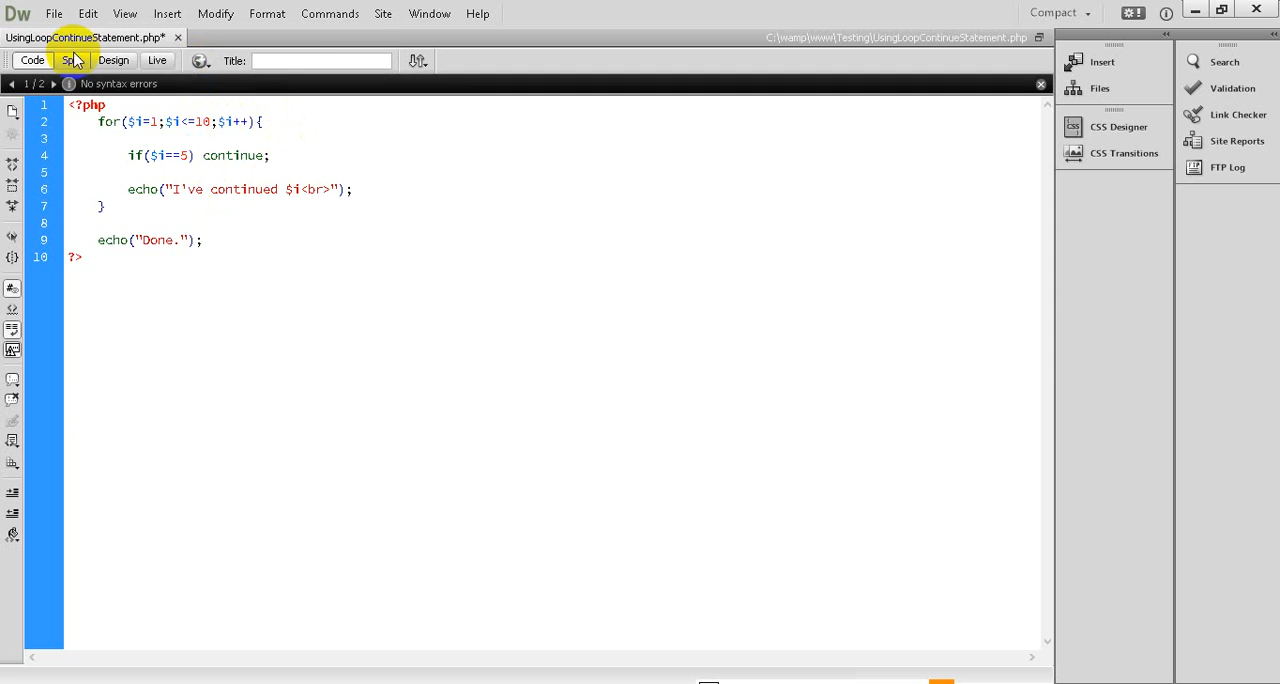 Dw File Edit View Insert Modify Format Commands Site Window Help Compact
UsingLoopContinueStatement.php* C:\wamp\www\Testing\UsingLoopContinueStatement.php
Code Design Live Title:
1 / 2 No syntax errors
1 <?php
2 for($i=1;$i<=10;$i++){
3
4 if($i==5) continue;
5
6 echo("I've continued $i<br>");
7 }
8
9 echo("Done.");
10 ?>
Insert
Files
CSS Designer
CSS Transitions
Search
Validation
Link Checker
Site Reports
FTP Log